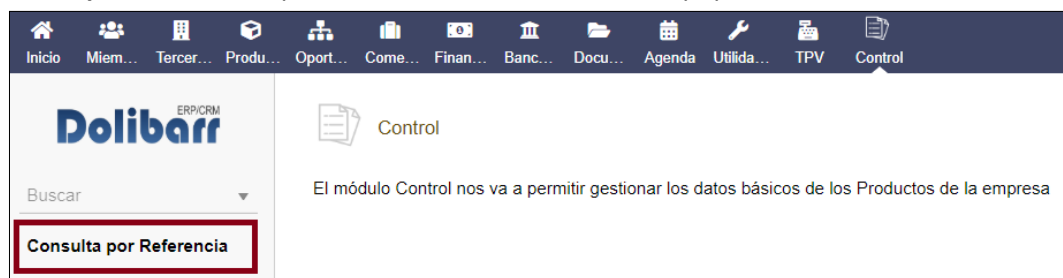 Inicio Miem... Tercer... Produ... Oport... Come... Finan... Banc... Docu... Agenda Utilida... TPV Control
Dolibarr ERP/CRM
Control
Buscar
El módulo Control nos va a permitir gestionar los datos básicos de los Productos de la empresa
Consulta por Referencia